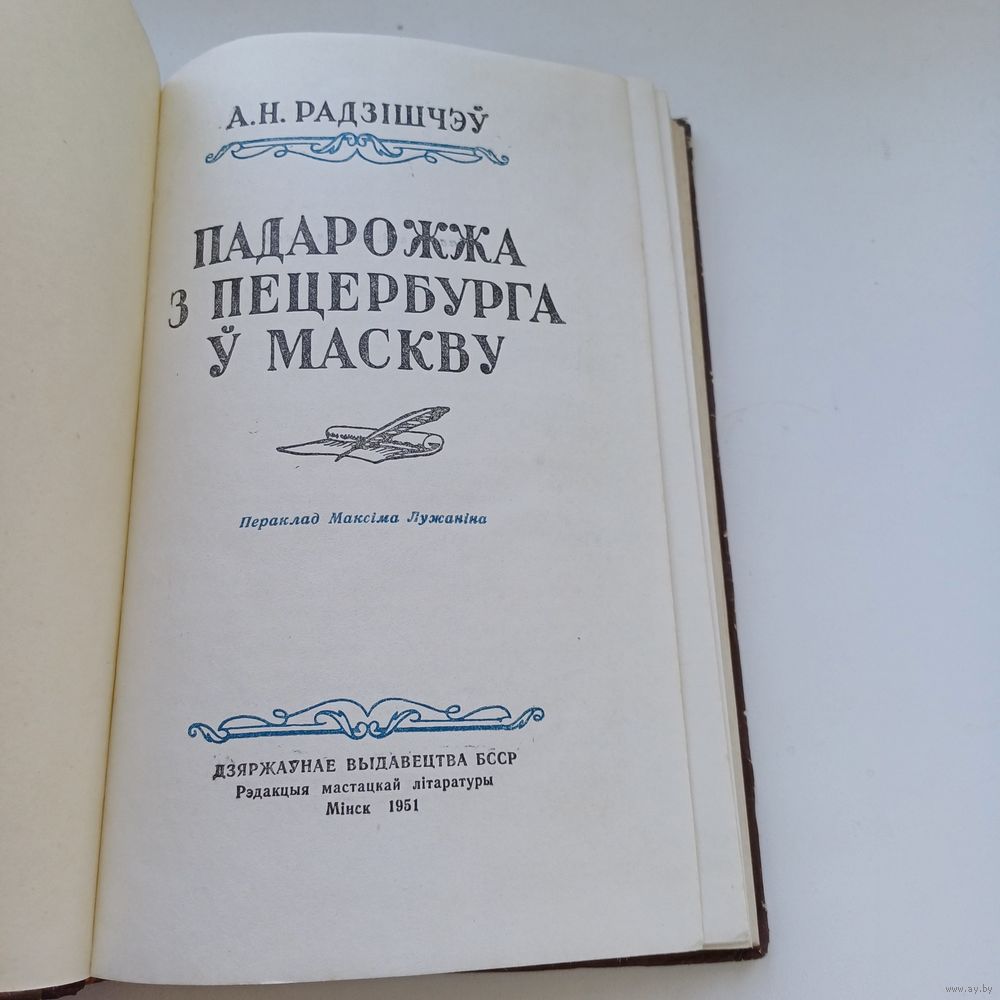 А.Н. РАДЗІШЧЭЎ
ПАДАРОЖЖА
З ПЕЦЕРБУРГА
Ў МАСКВУ
Пераклад Максіма Лужаніна
ДЗЯРЖАЎНАЕ ВЫДАВЕЦТВА БССР
Рэдакцыя мастацкай літаратуры
Мінск 1951
www.ay.by